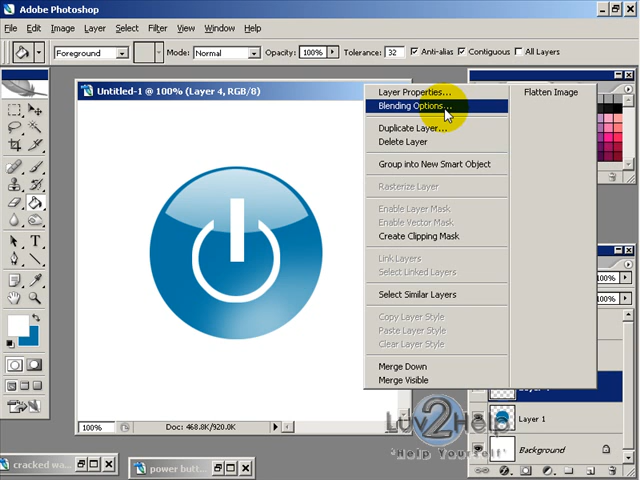 Adobe Photoshop
File Edit Image Layer Select Filter View Window Help
Foreground Mode: Normal Opacity: 100% Tolerance: 32 Anti-alias Contiguous All Layers
Untitled-1 @ 100% (Layer 4, RGB/8)
Layer Properties...
Flatten Image
Blending Options...
Duplicate Layer...
Delete Layer
Group into New Smart Object
Rasterize Layer
Enable Layer Mask
Enable Vector Mask
Create Clipping Mask
Link Layers
Select Linked Layers
Select Similar Layers
Copy Layer Style
Paste Layer Style
Clear Layer Style
Merge Down
Merge Visible
100%
100%
Layer 1
Background
100% Doc: 468.8K/920.0K
Luv2Help
"Help Yourself"
cracked wa...
power butt...